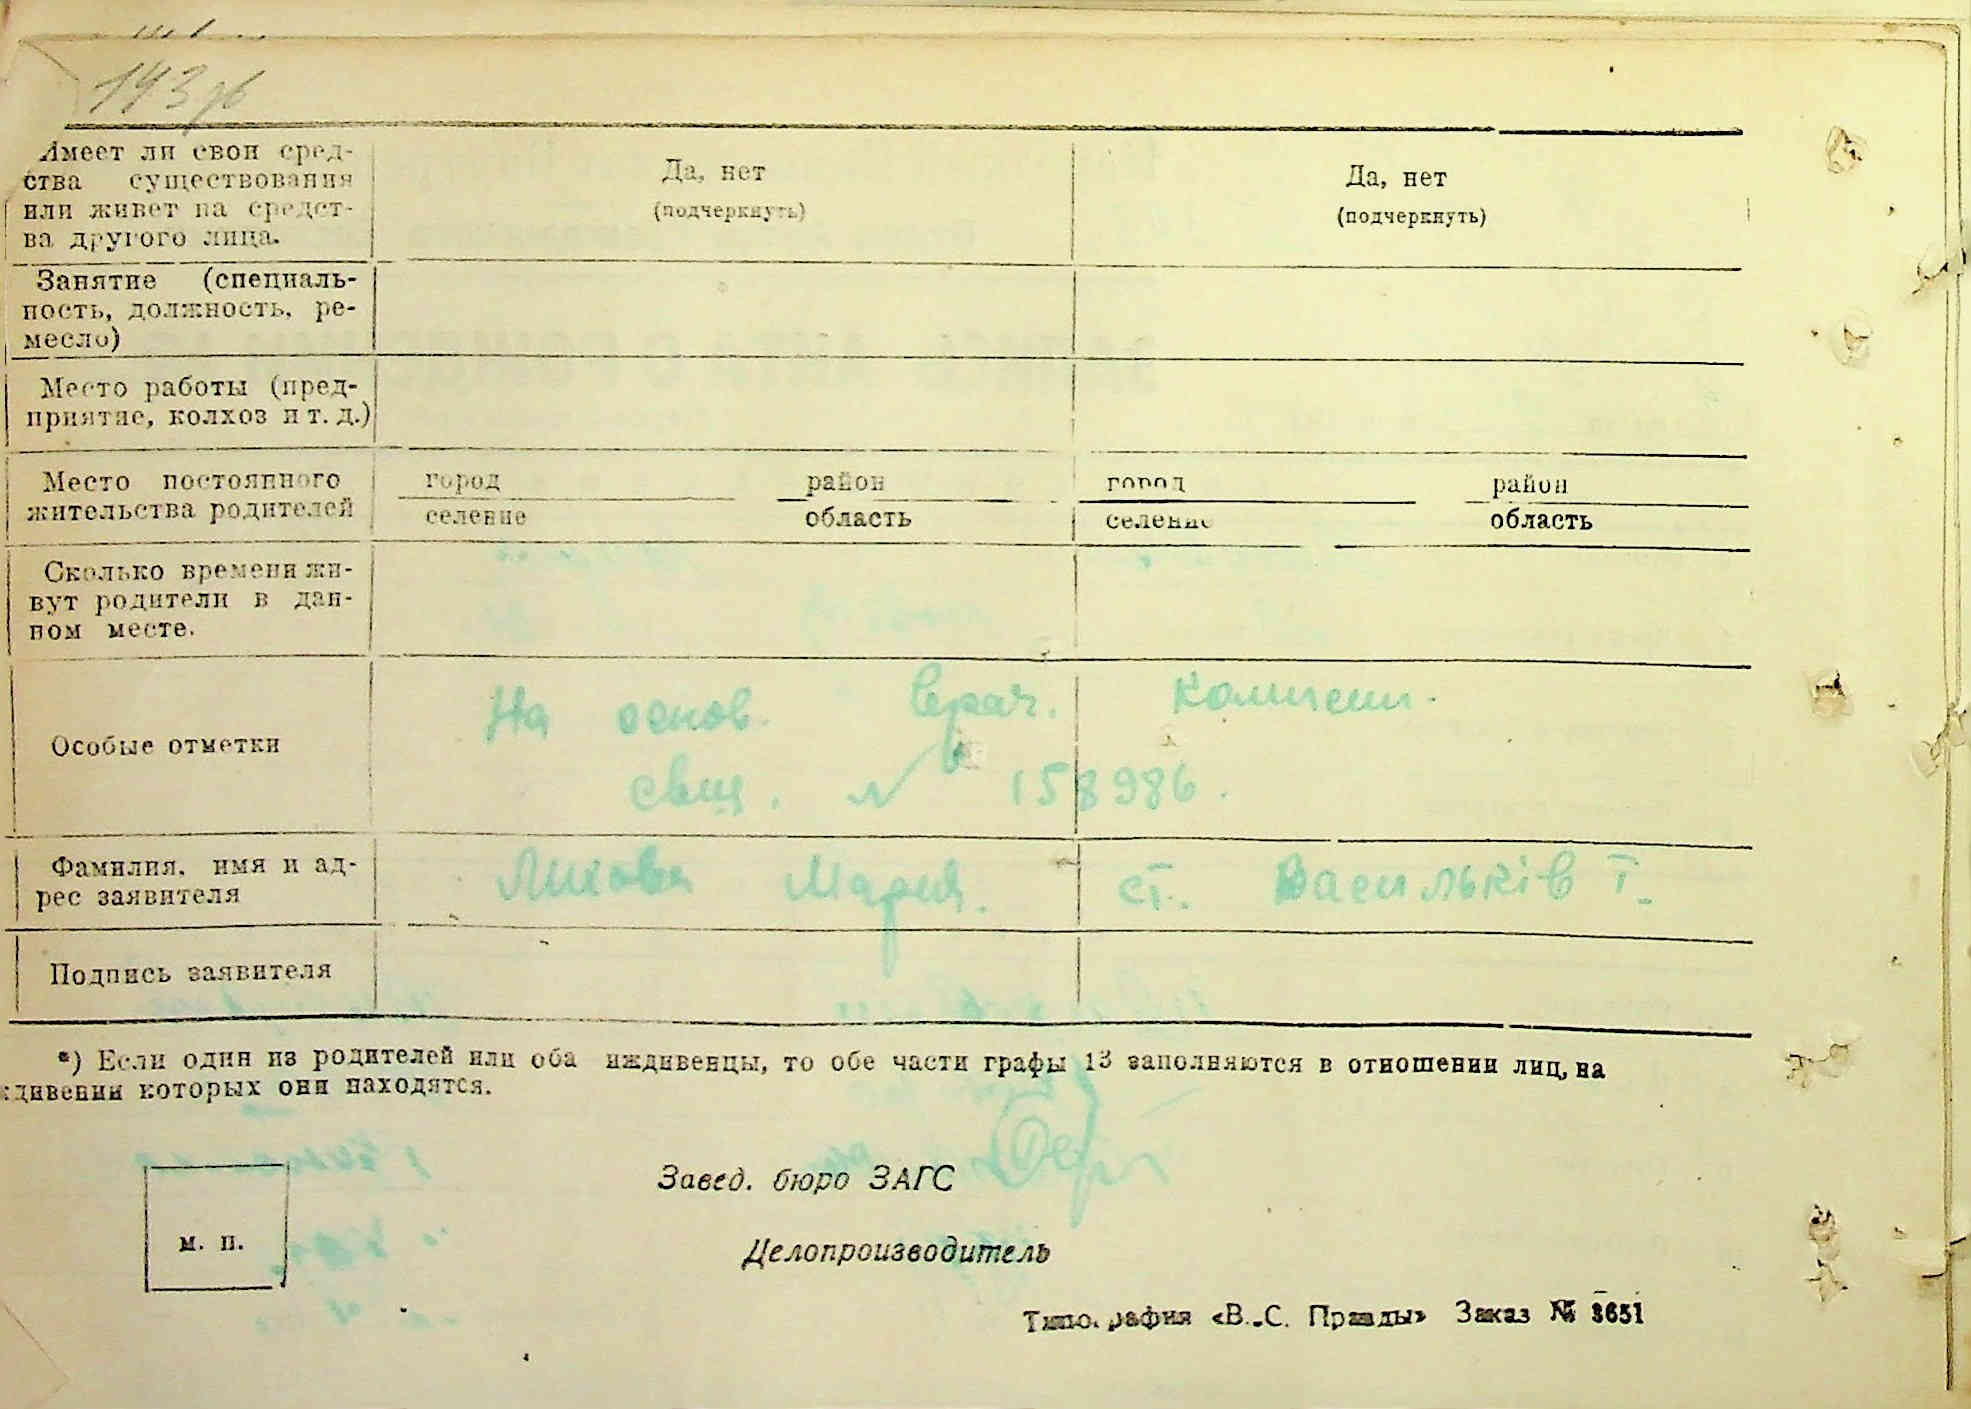 143
Имеет ли свои сред-
ства существования
или живет на средст-
ва другого лица.
Да, нет
(подчеркнуть)
Да, нет
(подчеркнуть)
Занятие (специаль-
ность, должность, ре-
месло)
Место работы (пред-
приятие, колхоз и т. д.)
Место постоянного
жительства родителей
город район
селение область
город район
селение область
Сколько времени жи-
вут родители в дан-
ном месте.
Особые отметки
На основ. врач. комисии.
свид. № 158986.
Фамилия, имя и ад-
рес заявителя
Мария. ст. Васильків I.
Подпись заявителя
*) Если один из родителей или оба иждивенцы, то обе части графы 13 заполняются в отношении лиц, на
ждивении которых они находятся.
Завед. бюро ЗАГС
м. п.
Делопроизводитель
Типография «В.С. Правды» Заказ № 3651